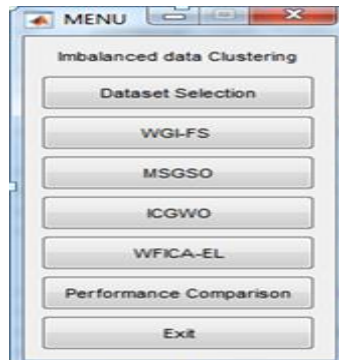 MENU
Imbalanced data Clustering
Dataset Selection
WGI-FS
MSGSO
ICGWO
WFICA-EL
Performance Comparison
Exit